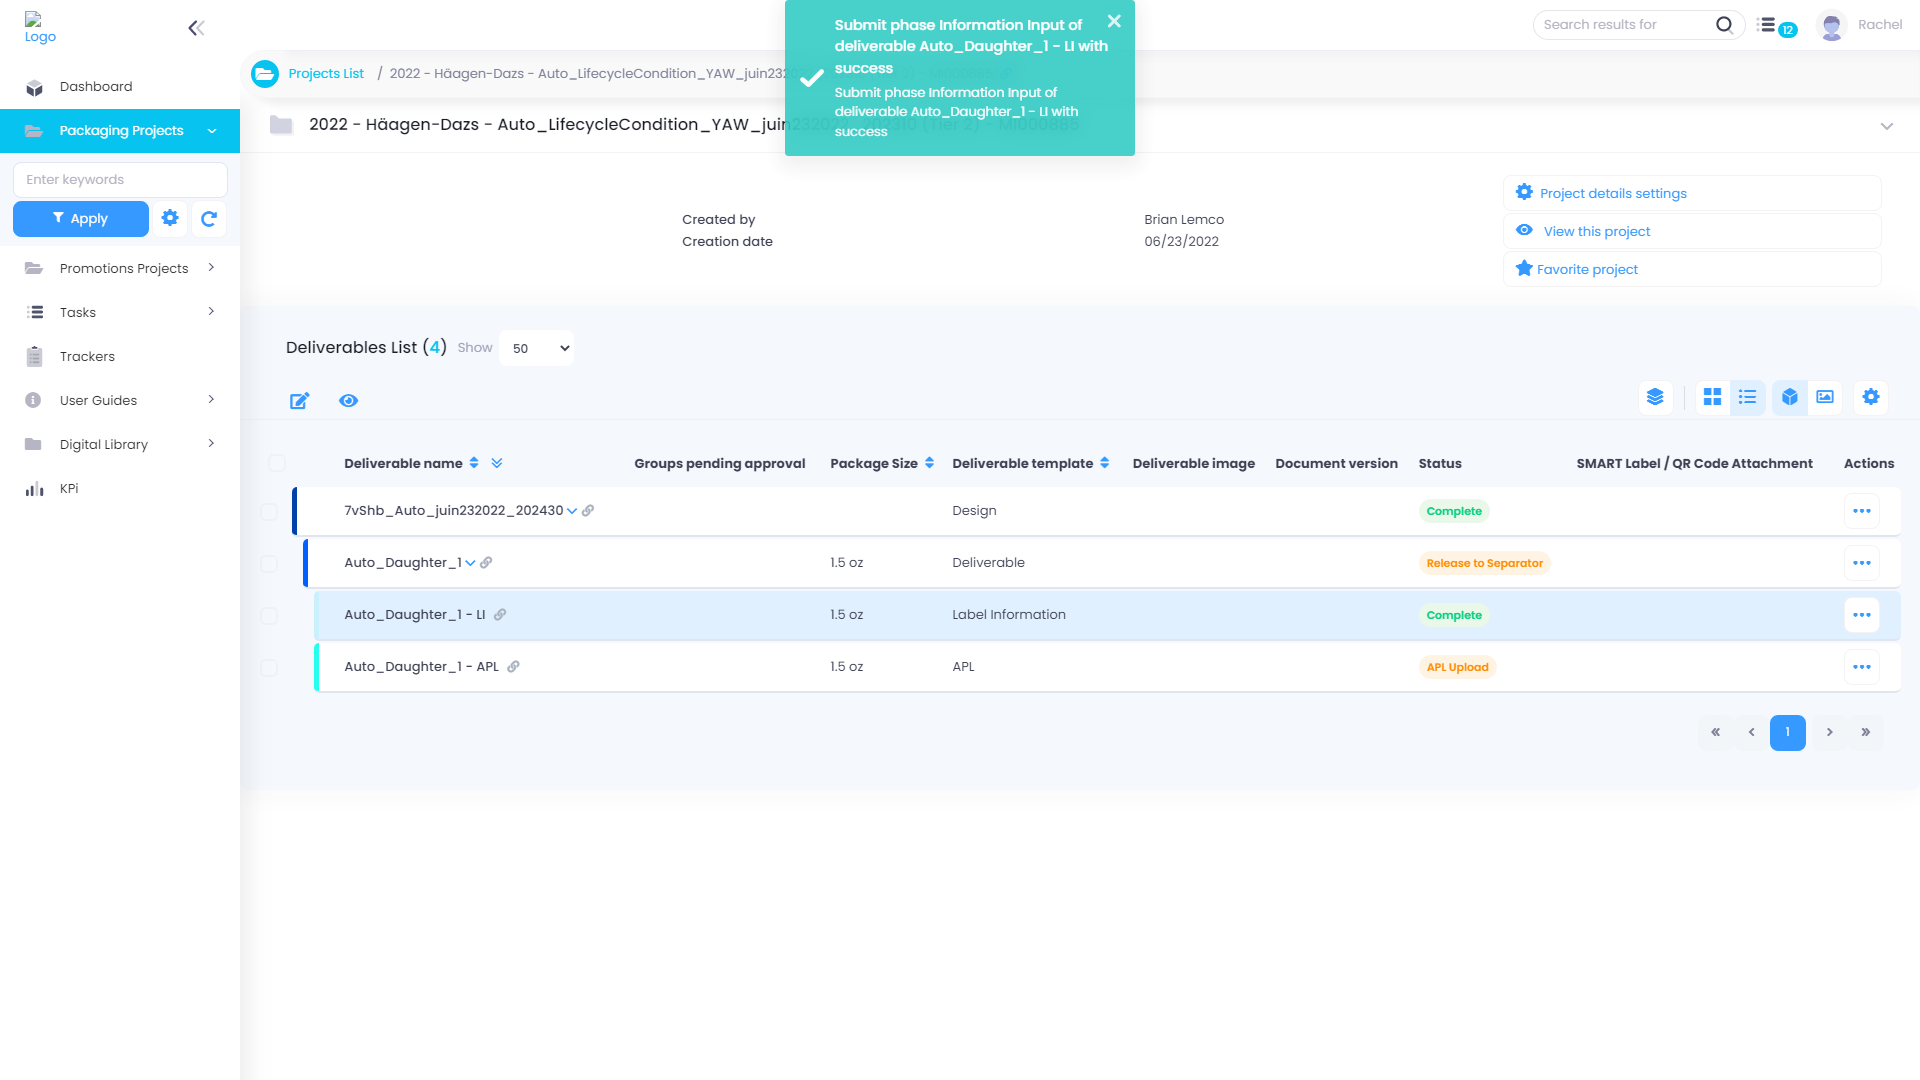 Logo
Submit phase Information Input of
deliverable Auto_Daughter_1 - LI with
success
Submit phase Information Input of
deliverable Auto_Daughter_1 - LI with
success
Search results for
12
Rachel
Dashboard
Packaging Projects
Enter keywords
Apply
Promotions Projects
Tasks
Trackers
User Guides
Digital Library
KPi
Projects List / 2022 - Häagen-Dazs - Auto_LifecycleCondition_YAW_juin232
2022 - Häagen-Dazs - Auto_LifecycleCondition_YAW_juin232022_202310 (Tier 2) - MI000885
Created by Brian Lemco
Creation date 06/23/2022
Project details settings
View this project
Favorite project
Deliverables List (4) Show 50
Deliverable name Groups pending approval Package Size Deliverable template Deliverable image Document version Status SMART Label / QR Code Attachment Actions
7vShb_Auto_juin232022_202430 Design Complete
Auto_Daughter_1 1.5 oz Deliverable Release to Separator
Auto_Daughter_1 - LI 1.5 oz Label Information Complete
Auto_Daughter_1 - APL 1.5 oz APL APL Upload
« ‹ 1 › »